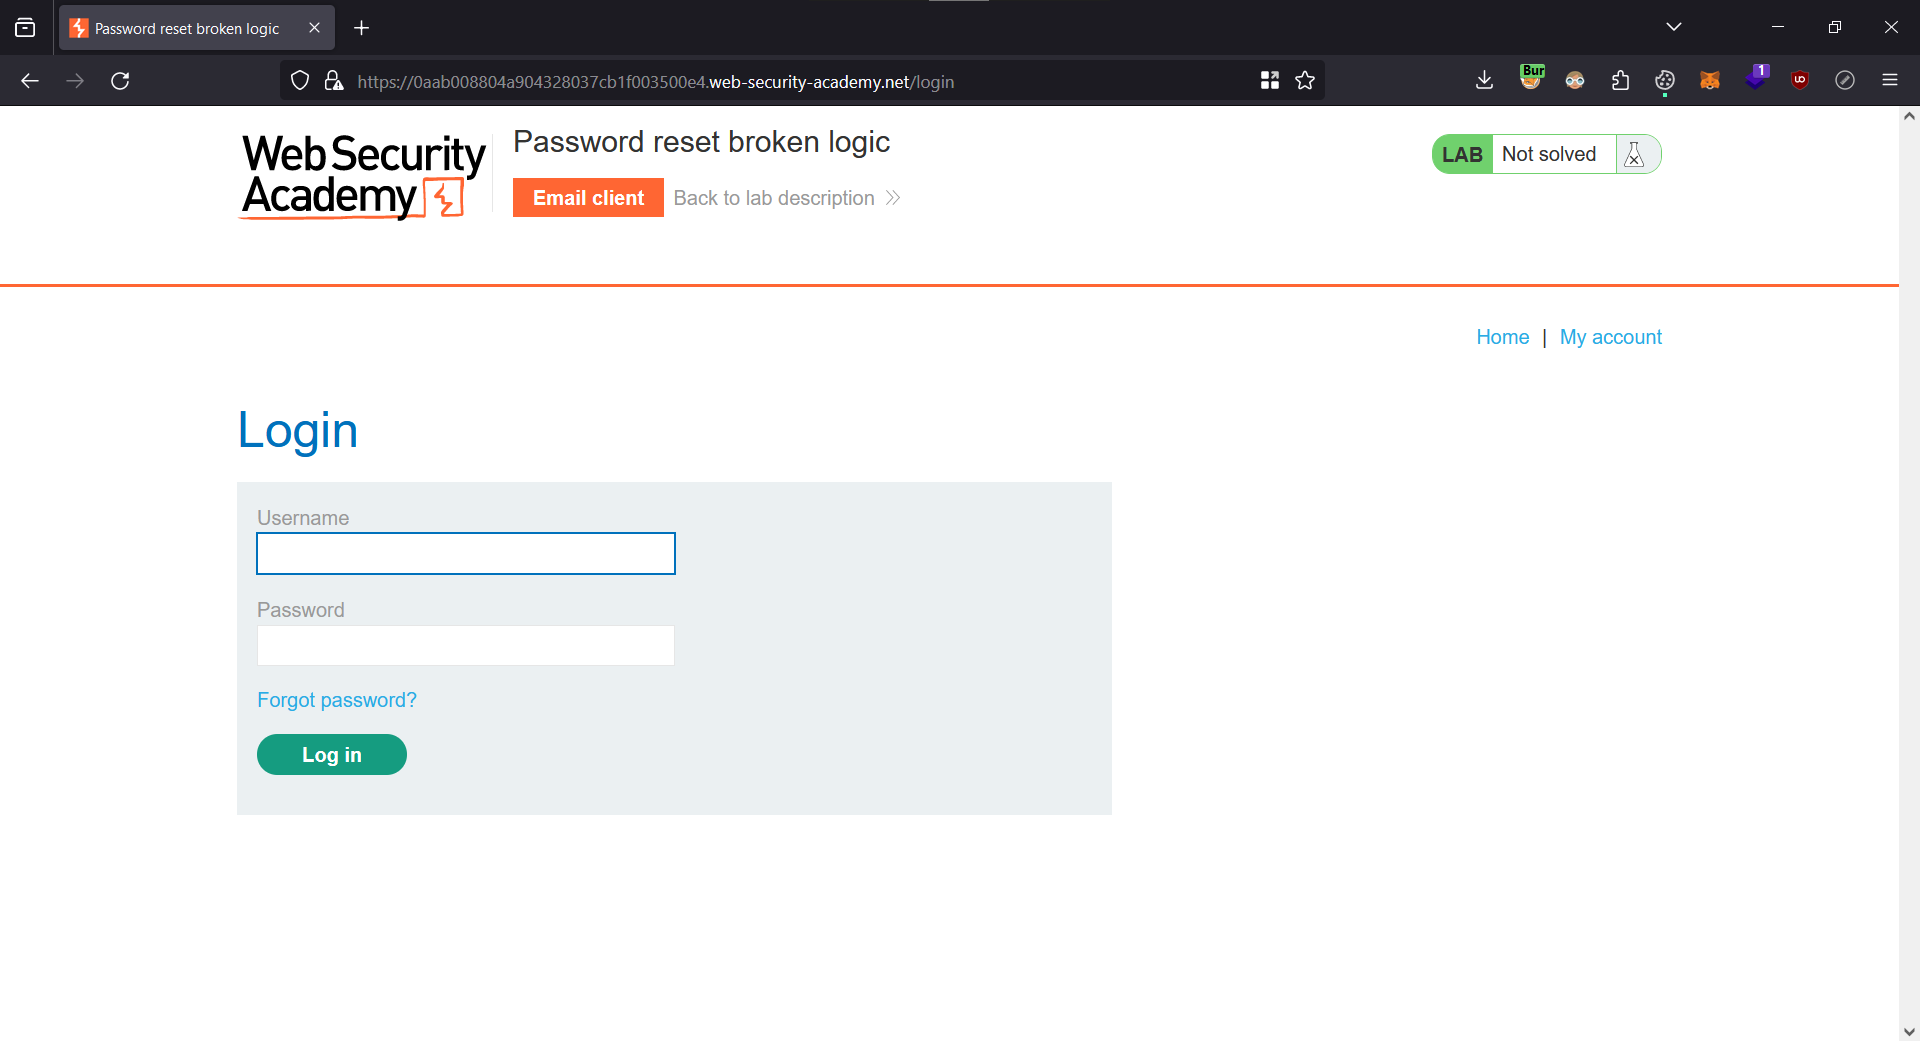 Password reset broken logic
Bur
1
https://0aab008804a904328037cb1f003500e4.web-security-academy.net/login
Web Security
Academy
Password reset broken logic
Email client
Back to lab description
LAB
Not solved
Home | My account
Login
Username
Password
Forgot password?
Log in